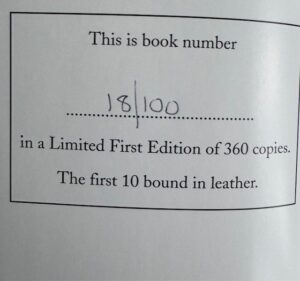 This is book number
18/100
in a Limited First Edition of 360 copies.
The first 10 bound in leather.